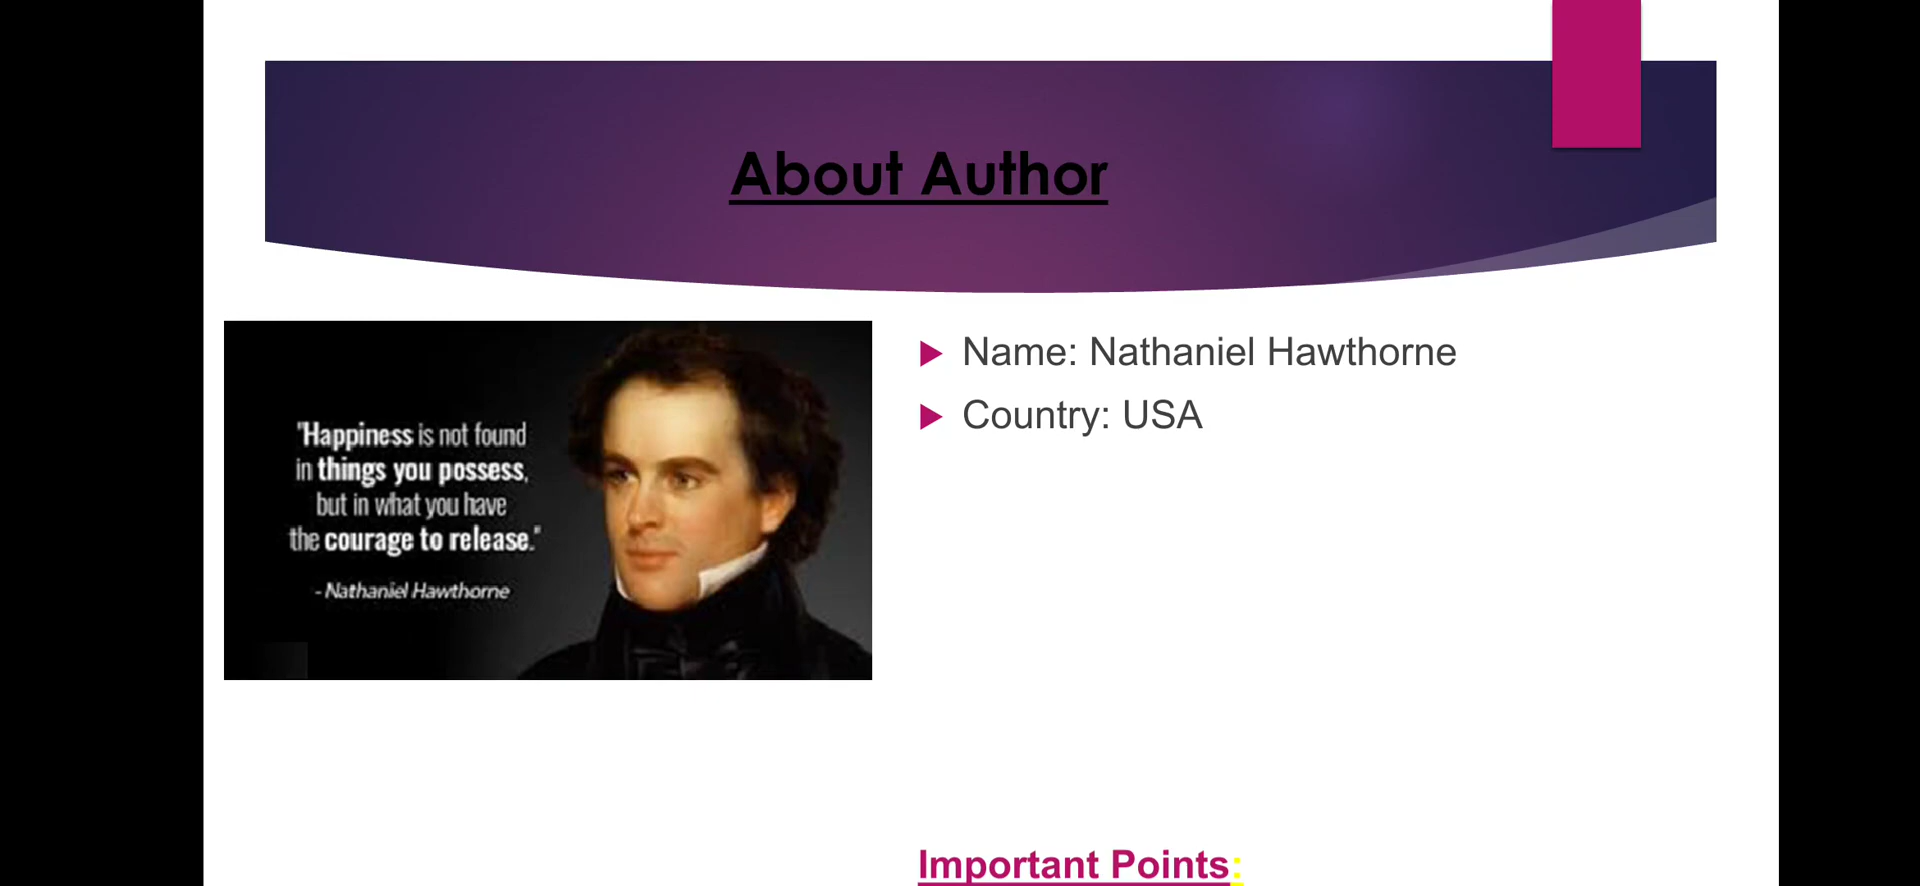 About Author
"Happiness is not found
in things you possess,
but in what you have
the courage to release."
- Nathaniel Hawthorne
Name: Nathaniel Hawthorne
Country: USA
Important Points: